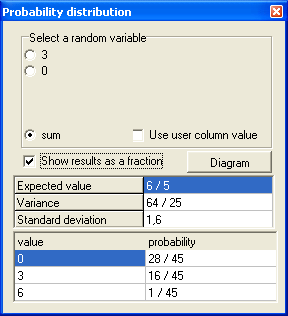 Probability distribution
Select a random variable
3
0
sum Use user column value
Show results as a fraction Diagram
Expected value 6 / 5
Variance 64 / 25
Standard deviation 1,6
value probability
0 28 / 45
3 16 / 45
6 1 / 45